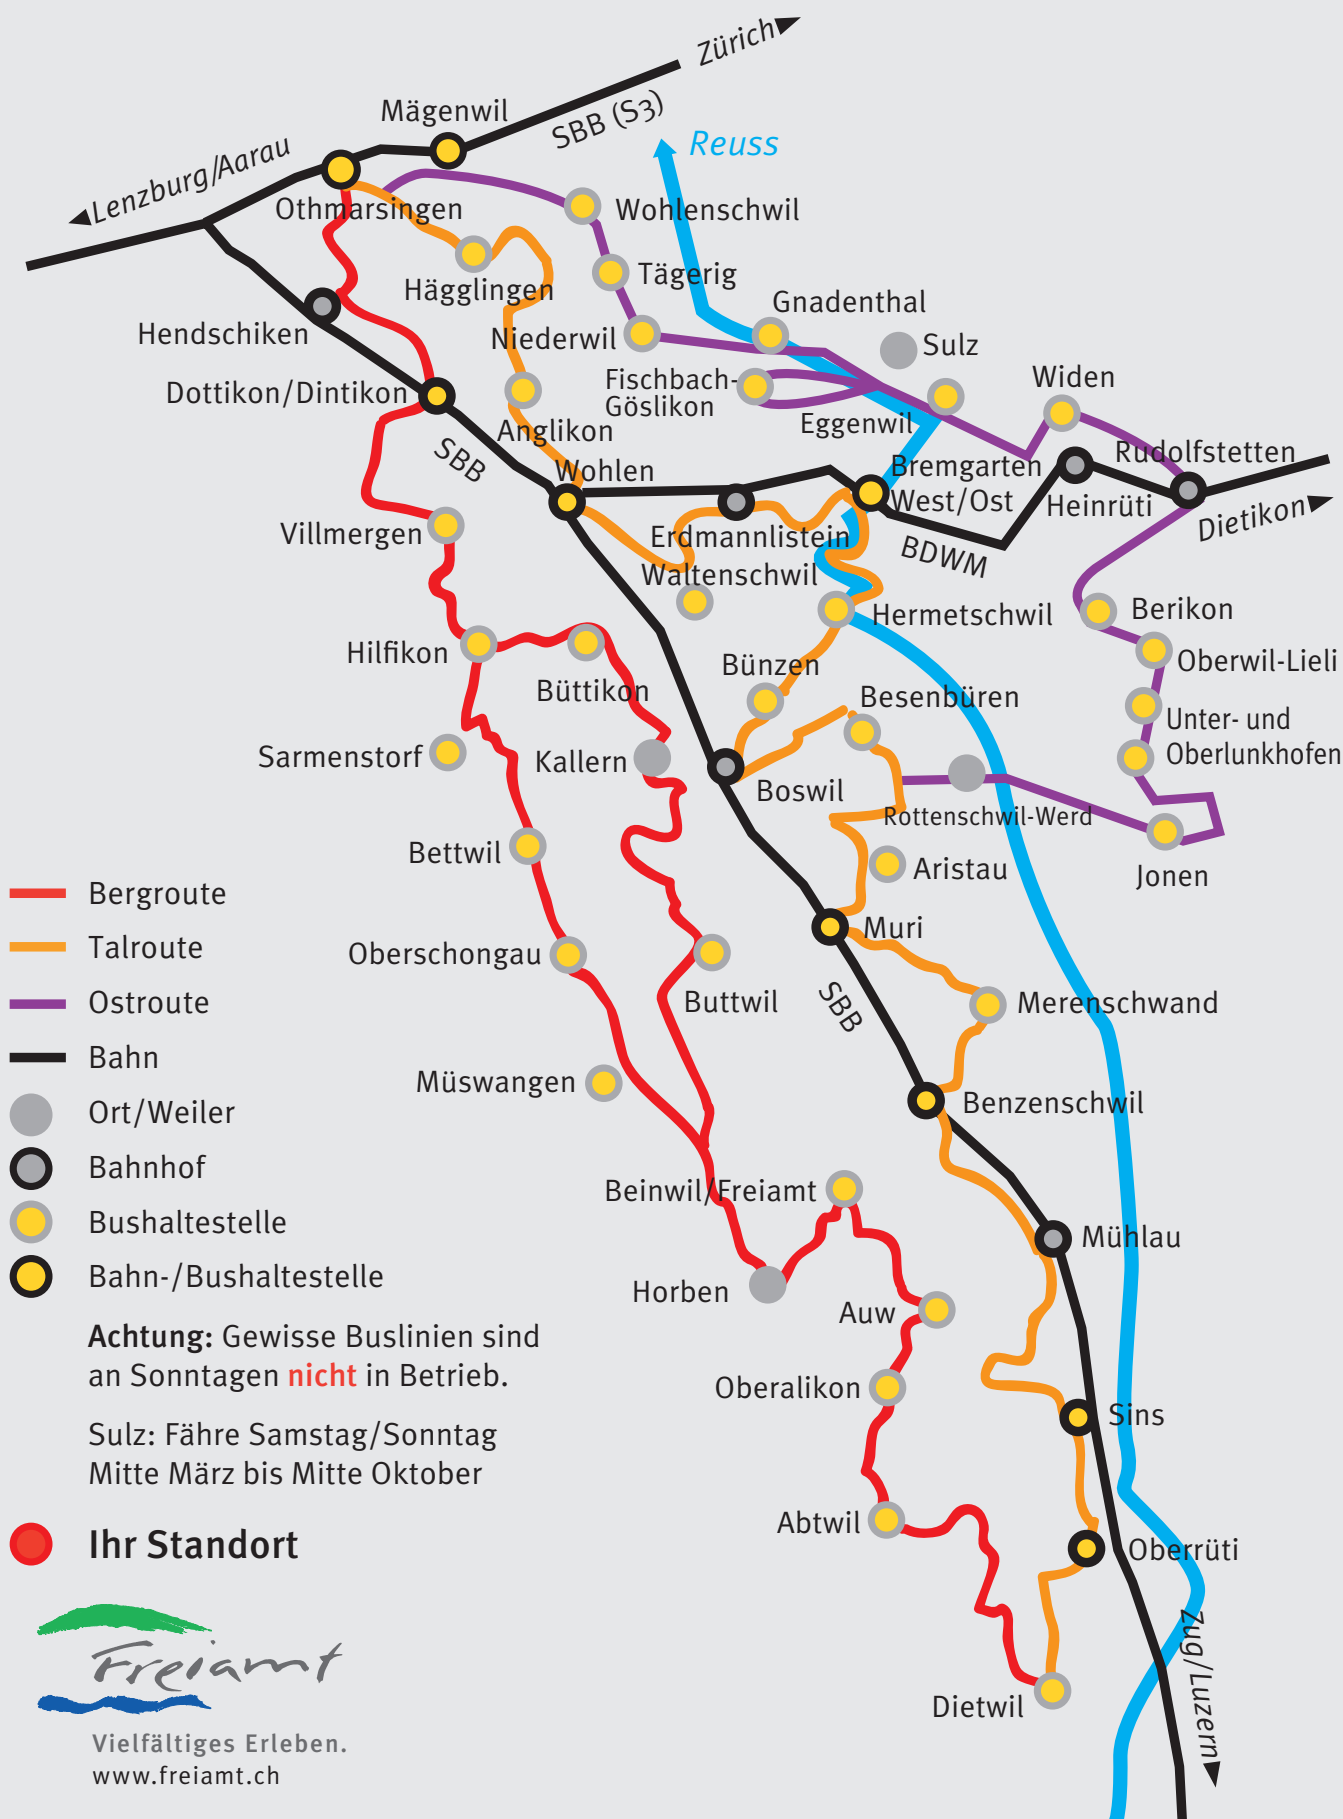 Zürich
Mägenwil
SBB (S3)
Reuss
Lenzburg/Aarau
Othmarsingen
Wohlenschwil
Hägglingen
Tägerig
Gnadenthal
Hendschiken
Niederwil
Sulz
Dottikon/Dintikon
Fischbach-
Göslikon
Widen
Anglikon
Eggenwil
SBB
Wohlen
Bremgarten
West/Ost
Rudolfstetten
Heinrüti
Dietikon
Villmergen
Erdmannlistein
BDWM
Waltenschwil
Hermetschwil
Berikon
Hilfikon
Bünzen
Oberwil-Lieli
Büttikon
Besenbüren
Unter- und
Oberlunkhofen
Sarmenstorf
Kallern
Boswil
Rottenschwil-Werd
Bettwil
Aristau
Jonen
Bergroute
Muri
Talroute
Oberschongau
Ostroute
Buttwil
SBB
Merenschwand
Bahn
Müswangen
Benzenschwil
Ort/Weiler
Bahnhof
Beinwil/Freiamt
Bushaltestelle
Mühlau
Bahn-/Bushaltestelle
Horben
Auw
Achtung: Gewisse Buslinien sind
an Sonntagen nicht in Betrieb.
Oberalikon
Sins
Sulz: Fähre Samstag/Sonntag
Mitte März bis Mitte Oktober
Abtwil
Ihr Standort
Oberrüti
Zug/Luzern
Freiamt
Dietwil
Vielfältiges Erleben.
www.freiamt.ch